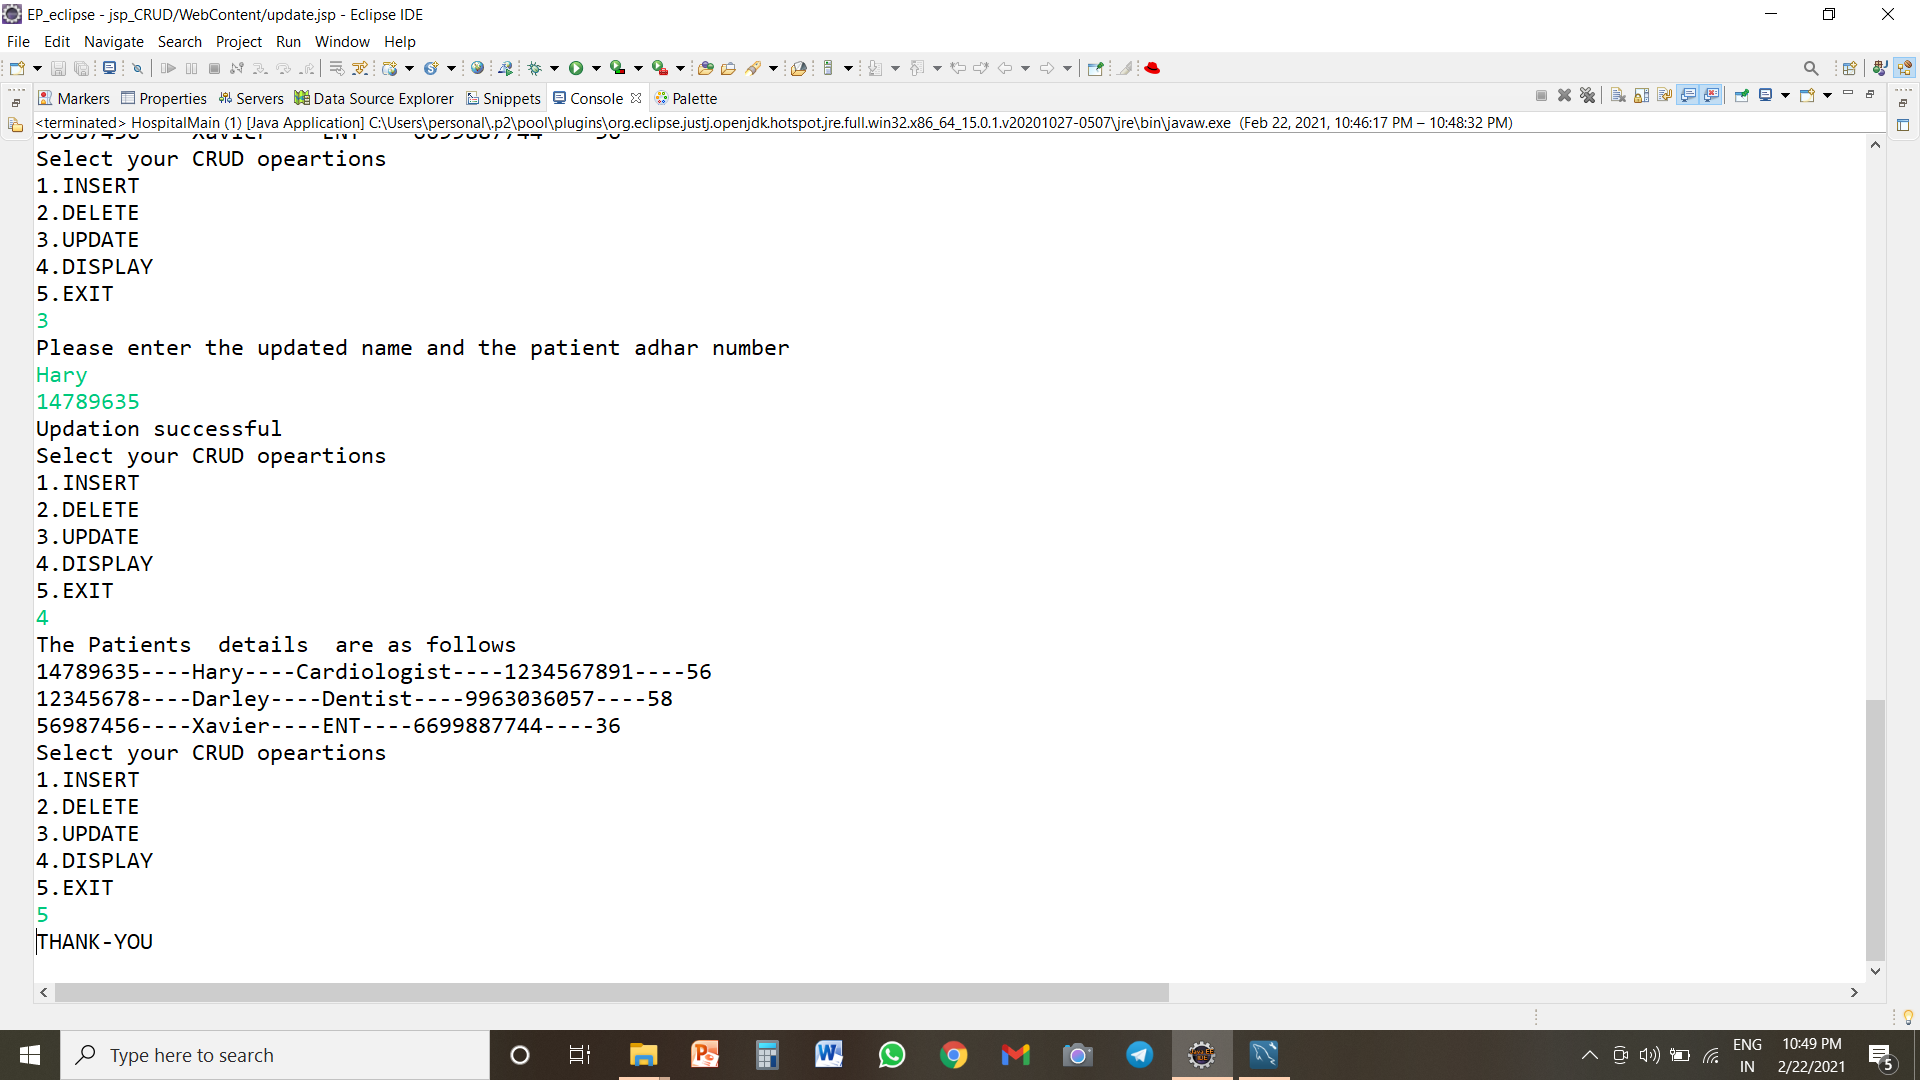 EP_eclipse - jsp_CRUD/WebContent/update.jsp - Eclipse IDE
File Edit Navigate Search Project Run Window Help
Markers Properties Servers Data Source Explorer Snippets Console Palette
<terminated> HospitalMain (1) [Java Application] C:\Users\personal\.p2\pool\plugins\org.eclipse.justj.openjdk.hotspot.jre.full.win32.x86_64_15.0.1.v20201027-0507\jre\bin\javaw.exe (Feb 22, 2021, 10:46:17 PM – 10:48:32 PM)
Select your CRUD opeartions
1.INSERT
2.DELETE
3.UPDATE
4.DISPLAY
5.EXIT
3
Please enter the updated name and the patient adhar number
Hary
14789635
Updation successful
Select your CRUD opeartions
1.INSERT
2.DELETE
3.UPDATE
4.DISPLAY
5.EXIT
4
The Patients  details  are as follows
14789635----Hary----Cardiologist----1234567891----56
12345678----Darley----Dentist----9963036057----58
56987456----Xavier----ENT----6699887744----36
Select your CRUD opeartions
1.INSERT
2.DELETE
3.UPDATE
4.DISPLAY
5.EXIT
5
THANK-YOU
Type here to search
ENG
IN
10:49 PM
2/22/2021
5